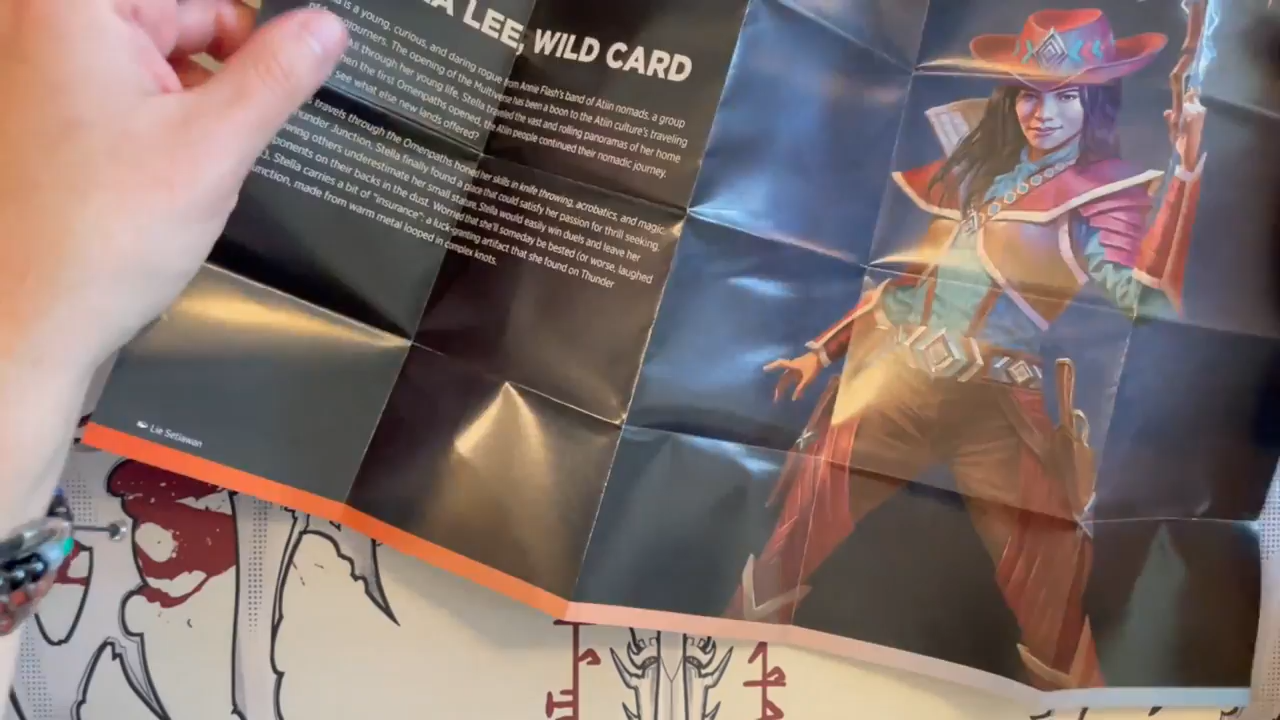 LEE, WILD CARD
is a young, curious, and daring rogue from Annie Flash's band of Atiin nomads, a group
sojourners. The opening of the Multiverse has been a boon to the Atiin culture's traveling
All through her young life, Stella traveled the vast and rolling panoramas of her home
when the first Omenpaths opened, the Atiin people continued their nomadic journey.
see what else new lands offered?
travels through the Omenpaths honed her skills in knife throwing, acrobatics, and magic.
Thunder Junction, Stella finally found a place that could satisfy her passion for thrill seeking.
others underestimate her small stature, Stella would easily win duels and leave her
opponents on their backs in the dust. Worried that she'll someday be bested (or worse, laughed
Stella carries a bit of "insurance": a luck-granting artifact that she found on Thunder
Junction, made from warm metal looped in complex knots.
Lie Setiawan